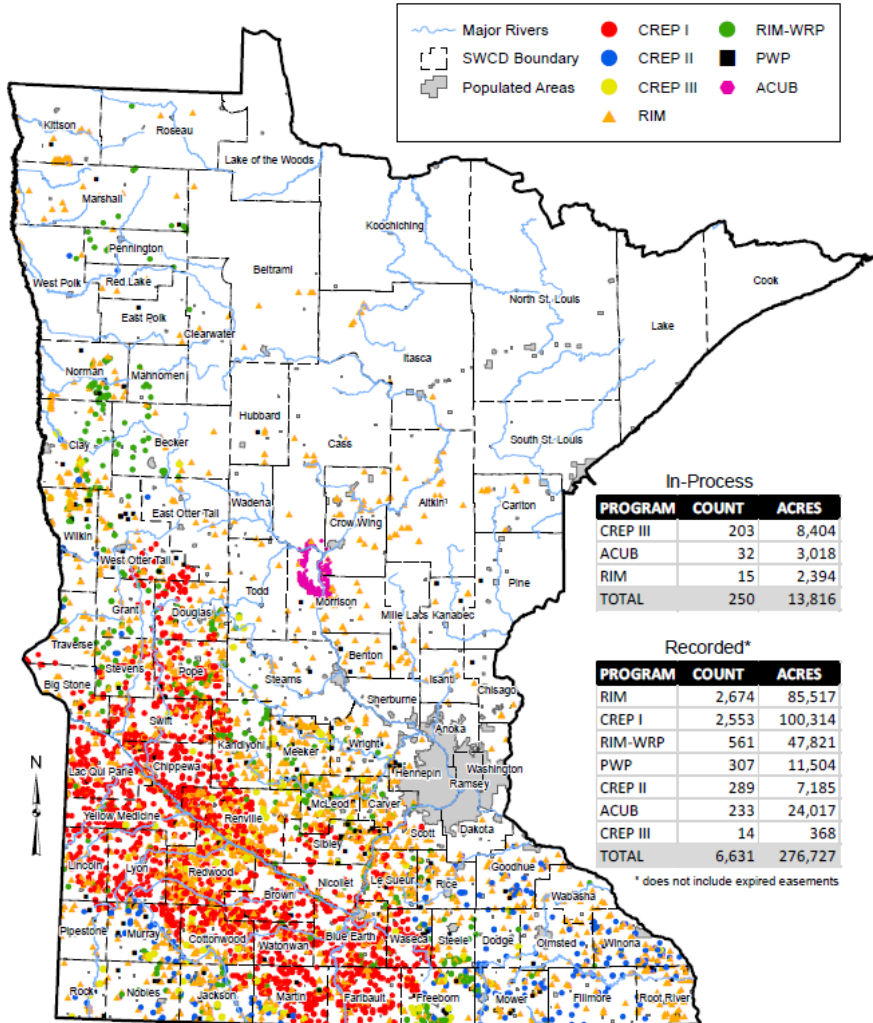 Major Rivers CREP I RIM-WRP
SWCD Boundary CREP II PWP
Populated Areas CREP III ACUB
RIM
Kittson
Roseau
Lake of the Woods
Marshall
Koochiching
Pennington
Beltrami
Cook
West Polk Red Lake
North St. Louis
Lake
East Polk
Clearwater
Itasca
Norman Mahnomen
Hubbard
Cass
Clay Becker
South St. Louis
In-Process
PROGRAM COUNT ACRES
CREP III 203 8,404
ACUB 32 3,018
RIM 15 2,394
TOTAL 250 13,816
Wadena
Aitkin
Carlton
East Otter Tail
Crow Wing
Wilkin
West Otter Tail
Pine
Todd
Morrison
Grant Douglas
Mille Lacs Kanabec
Traverse
Benton
Stevens Pope
Stearns
Isanti
Big Stone
Sherburne
Chisago
Recorded*
PROGRAM COUNT ACRES
RIM 2,674 85,517
CREP I 2,553 100,314
RIM-WRP 561 47,821
PWP 307 11,504
CREP II 289 7,185
ACUB 233 24,017
CREP III 14 368
TOTAL 6,631 276,727
* does not include expired easements
Swift
Anoka
Kandiyohi Meeker Wright
N
Lac Qui Parle Chippewa
Hennepin Washington
Ramsey
McLeod Carver
Yellow Medicine
Renville
Scott Dakota
Sibley
Lincoln Lyon
Redwood
Nicollet Le Sueur
Rice Goodhue
Brown
Wabasha
Pipestone Murray
Cottonwood Watonwan Blue Earth Waseca Steele Dodge Olmsted Winona
Rock Nobles Jackson Martin Faribault Freeborn Mower Fillmore Root River